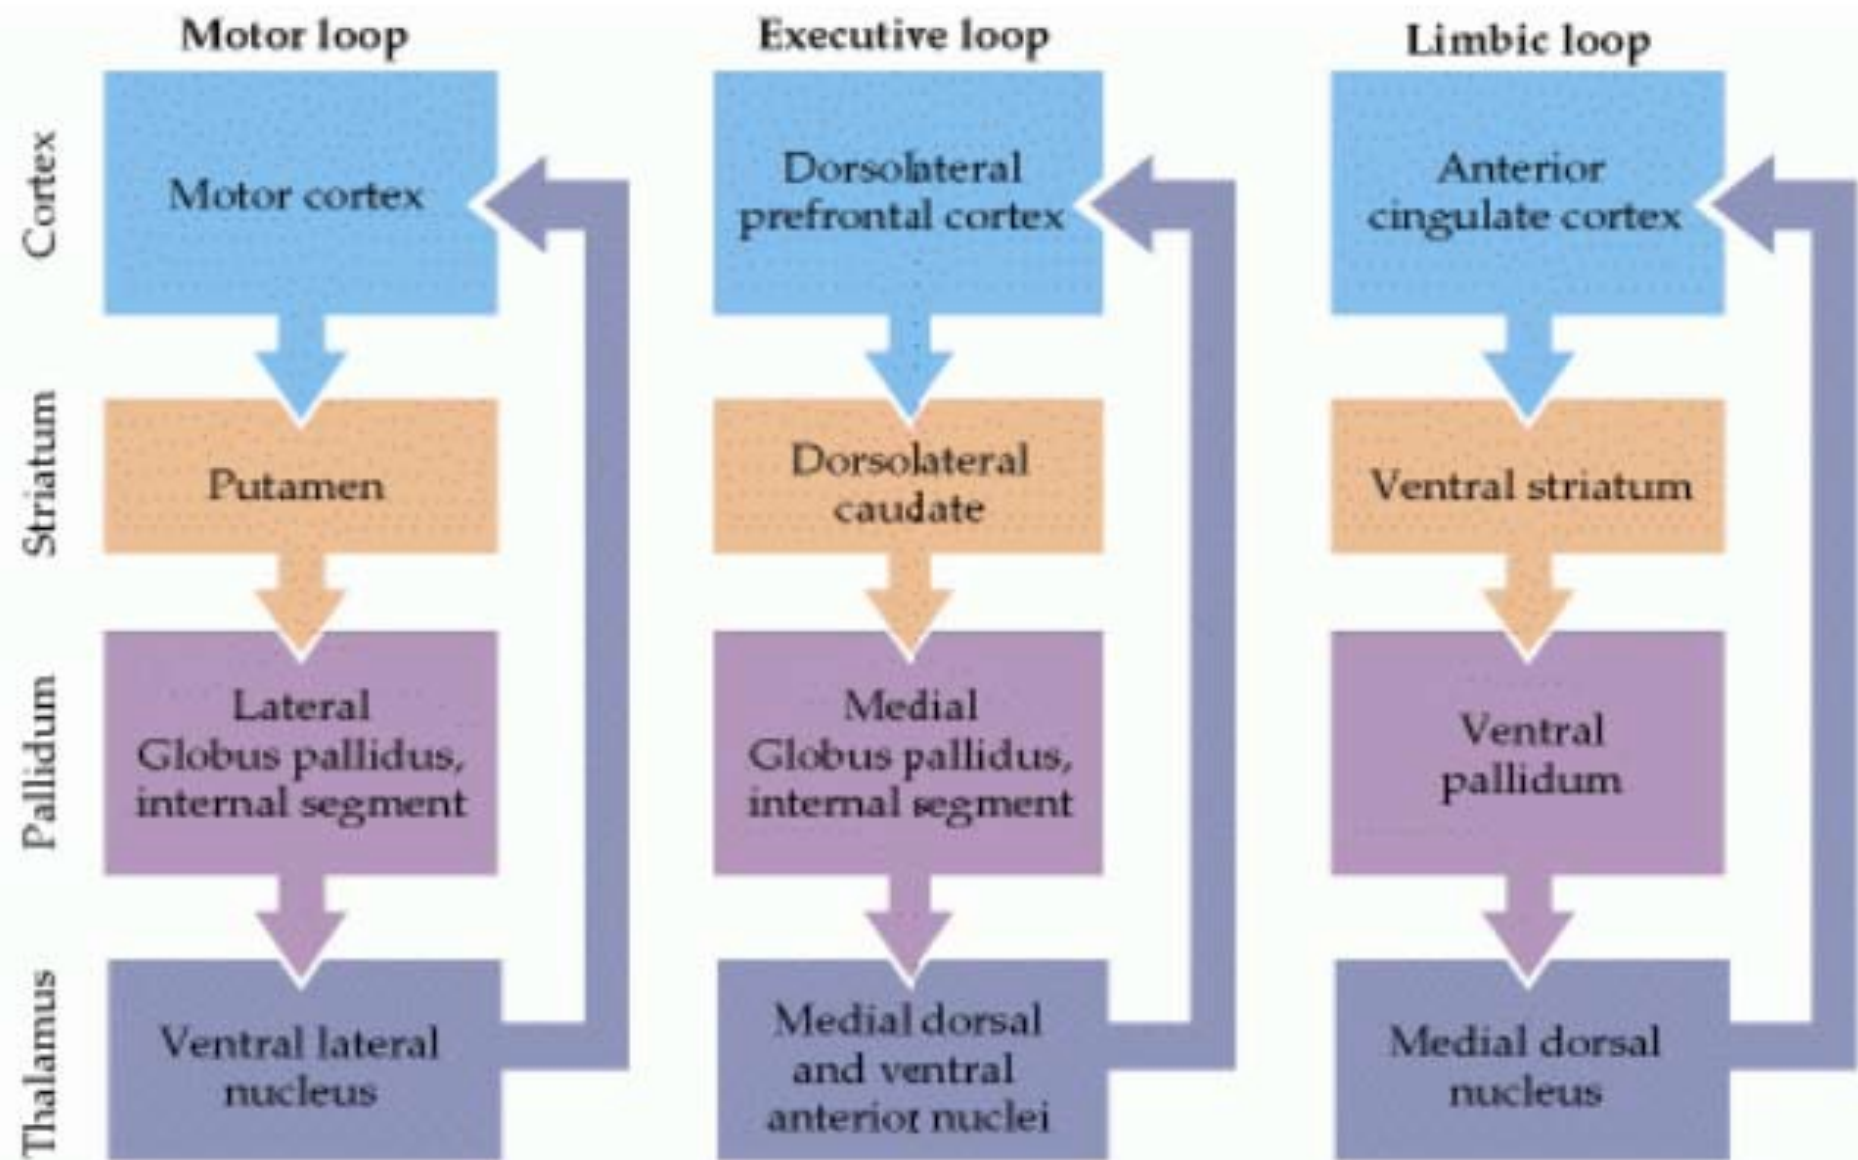 Motor loop
Executive loop
Limbic loop
Cortex
Motor cortex
Dorsolateral
prefrontal cortex
Anterior
cingulate cortex
Striatum
Putamen
Dorsolateral
caudate
Ventral striatum
Pallidum
Lateral
Globus pallidus,
internal segment
Medial
Globus pallidus,
internal segment
Ventral
pallidum
Thalamus
Ventral lateral
nucleus
Medial dorsal
and ventral
anterior nuclei
Medial dorsal
nucleus